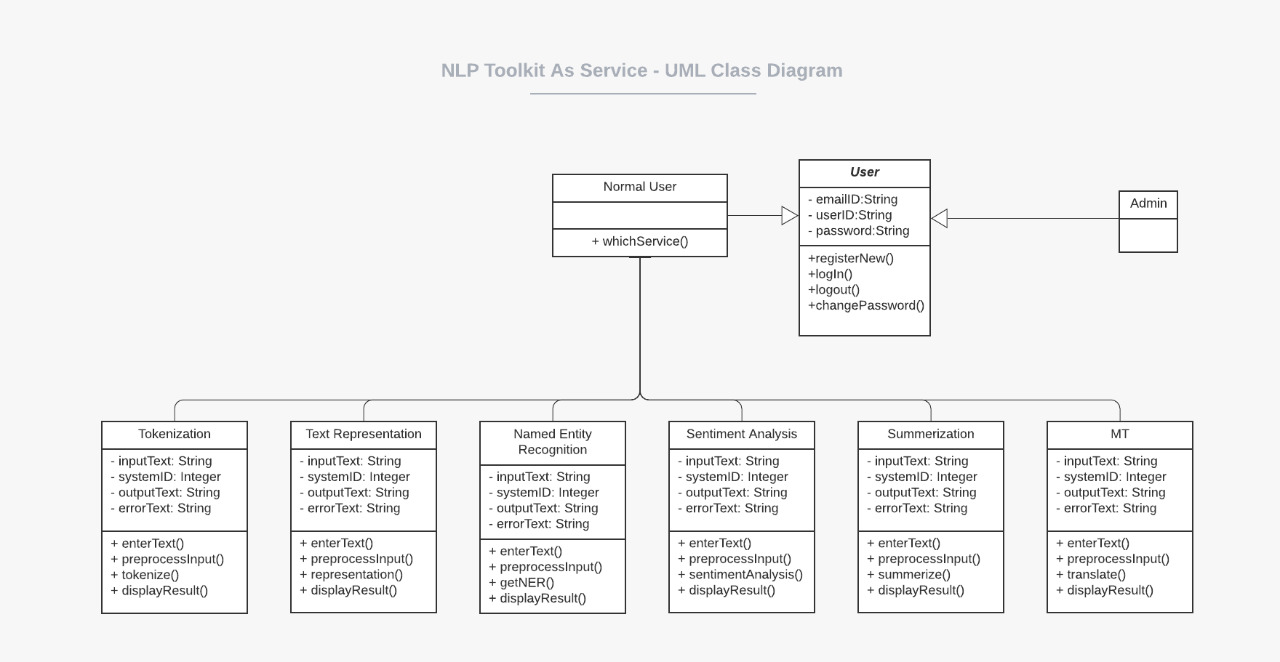 NLP Toolkit As Service - UML Class Diagram
Normal User
+ whichService()
User
- emailID:String
- userID:String
- password:String
+registerNew()
+logIn()
+logout()
+changePassword()
Admin
Tokenization
- inputText: String
- systemID: Integer
- outputText: String
- errorText: String
+ enterText()
+ preprocessInput()
+ tokenize()
+ displayResult()
Text Representation
- inputText: String
- systemID: Integer
- outputText: String
- errorText: String
+ enterText()
+ preprocessInput()
+ representation()
+ displayResult()
Named Entity
Recognition
- inputText: String
- systemID: Integer
- outputText: String
- errorText: String
+ enterText()
+ preprocessInput()
+ getNER()
+ displayResult()
Sentiment Analysis
- inputText: String
- systemID: Integer
- outputText: String
- errorText: String
+ enterText()
+ preprocessInput()
+ sentimentAnalysis()
+ displayResult()
Summerization
- inputText: String
- systemID: Integer
- outputText: String
- errorText: String
+ enterText()
+ preprocessInput()
+ summerize()
+ displayResult()
MT
- inputText: String
- systemID: Integer
- outputText: String
- errorText: String
+ enterText()
+ preprocessInput()
+ translate()
+ displayResult()